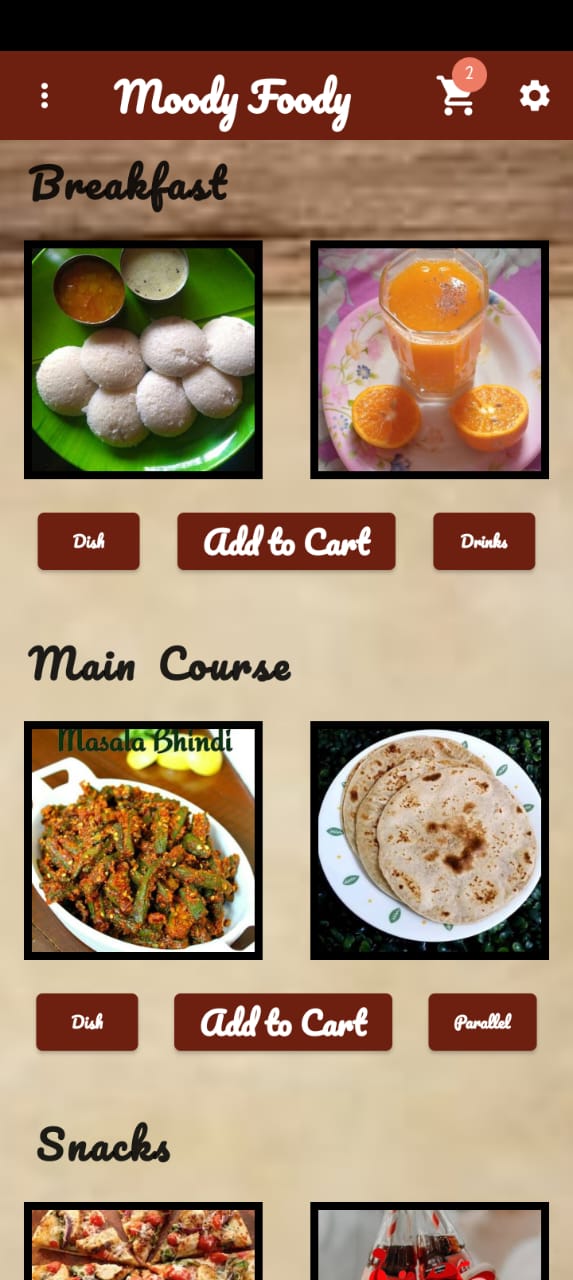 Moody Foody
2
Breakfast
Dish
Add to Cart
Drinks
Main Course
Masala Bhindi
Dish
Add to Cart
Parallel
Snacks